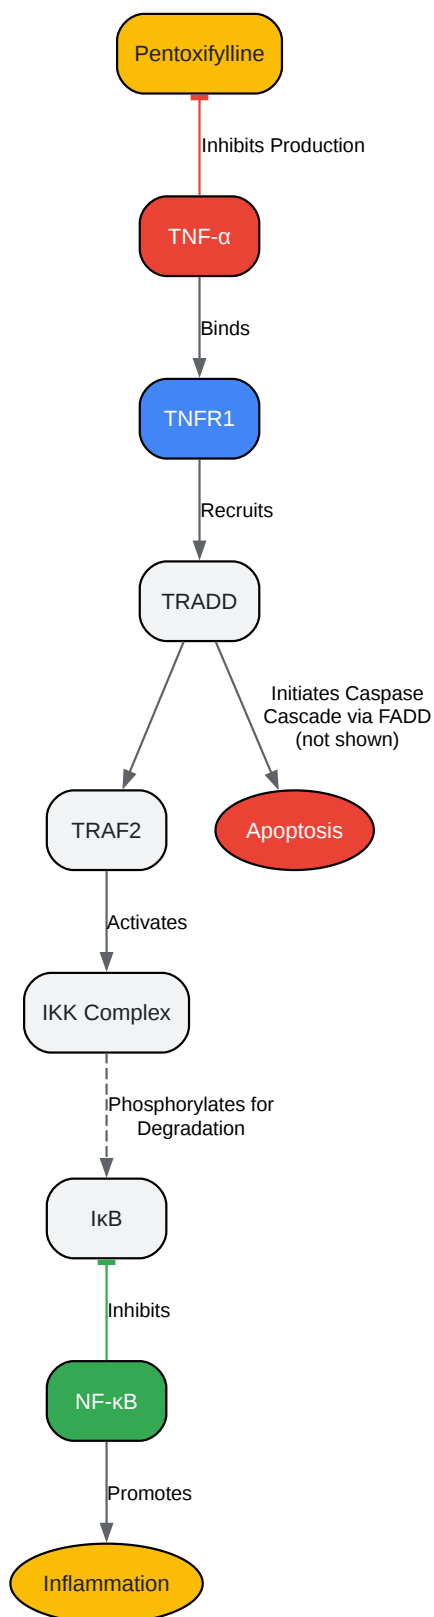 Pentoxifylline
Inhibits Production
TNF-α
Binds
TNFR1
Recruits
TRADD
Initiates Caspase
Cascade via FADD
(not shown)
TRAF2
Apoptosis
Activates
IKK Complex
Phosphorylates for
Degradation
IκB
Inhibits
NF-κB
Promotes
Inflammation